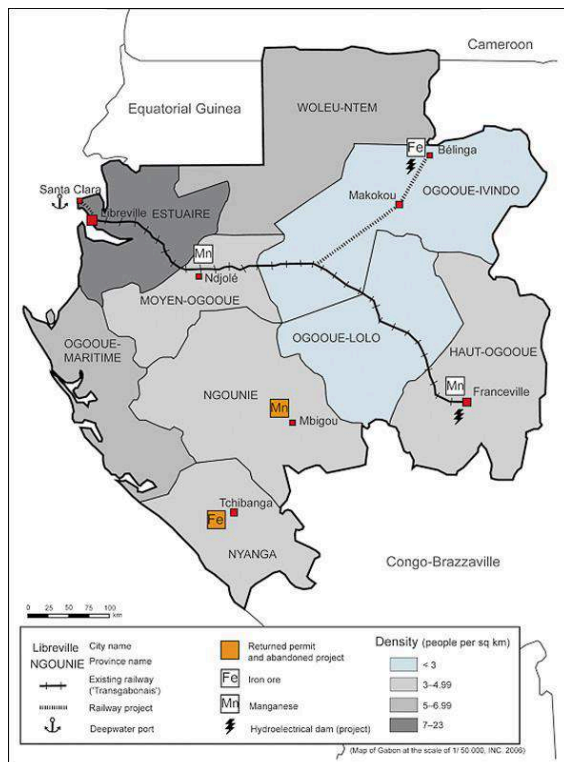 Cameroon
Equatorial Guinea
WOLEU-NTEM
Fe
Bélinga
Santa Clara
Makokou
OGOOUE-IVINDO
Libreville
ESTUAIRE
Mn
Ndjolé
MOYEN-OGOOUE
OGOOUE-
MARITIME
OGOOUE-LOLO
HAUT-OGOOUE
NGOUNIE
Mn
Franceville
Mn
Mbigou
Tchibanga
Fe
NYANGA
Congo-Brazzaville
0 25 50 75 100
km
Libreville City name
NGOUNIE Province name
Existing railway
('Transgabonais')
Railway project
Deepwater port
Returned permit
and abandoned project
Fe Iron ore
Mn Manganese
Hydroelectrical dam (project)
Density (people per sq km)
< 3
3–4.99
5–6.99
7–23
(Map of Gabon at the scale of 1/ 50 000, INC. 2006)